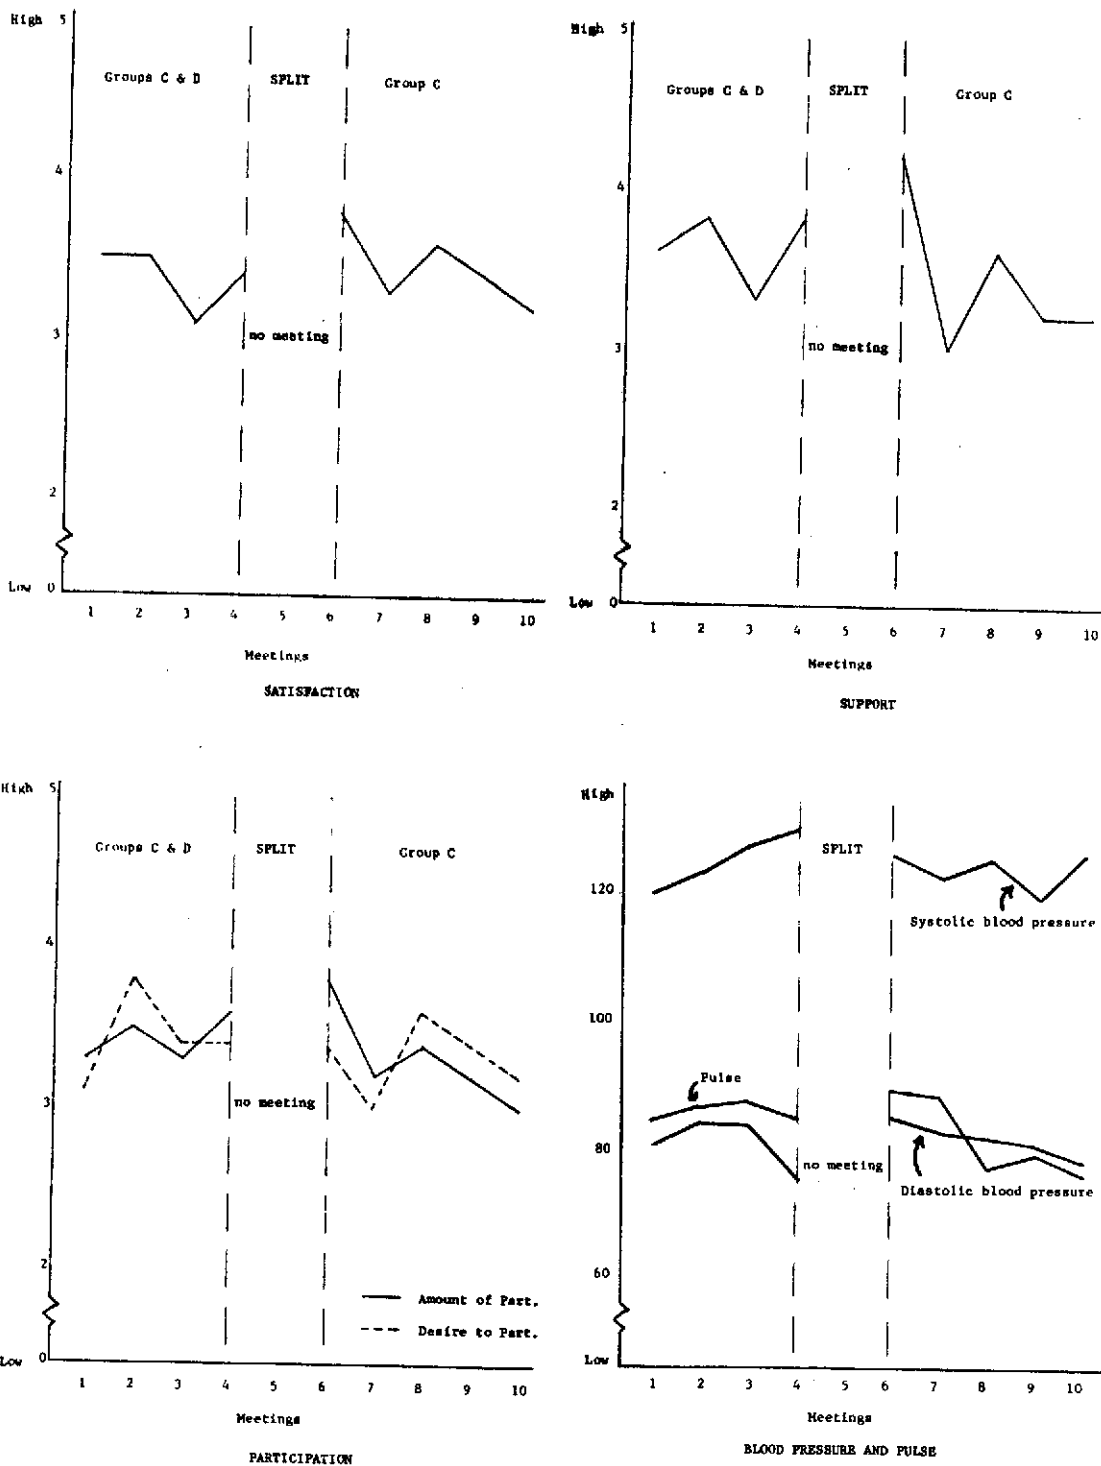 High 5
Groups C & D SPLIT Group C
4
3
no meeting
2
Low 0
1 2 3 4 5 6 7 8 9 10
Meetings
SATISFACTION
High 5
Groups C & D SPLIT Group C
4
3
no meeting
2
Low 0
1 2 3 4 5 6 7 8 9 10
Meetings
SUPPORT
High 5
Groups C & D SPLIT Group C
4
3
no meeting
2
Amount of Part.
Desire to Part.
Low 0
1 2 3 4 5 6 7 8 9 10
Meetings
PARTICIPATION
High
SPLIT
120
Systolic blood pressure
100
Pulse
80
no meeting
Diastolic blood pressure
60
Low
1 2 3 4 5 6 7 8 9 10
Meetings
BLOOD PRESSURE AND PULSE